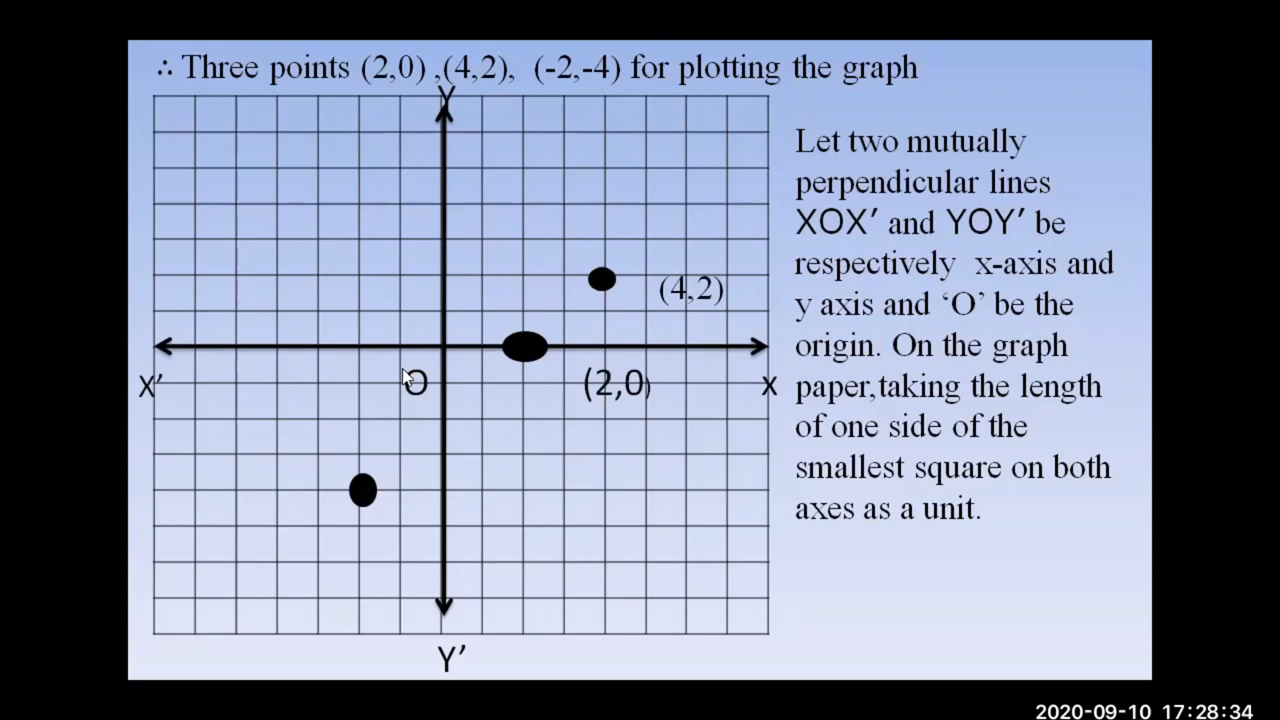 ∴ Three points (2,0) ,(4,2), (-2,-4) for plotting the graph
Y
Let two mutually
perpendicular lines
XOX′ and YOY′ be
respectively x-axis and
y axis and ‘O’ be the
origin. On the graph
paper,taking the length
of one side of the
smallest square on both
axes as a unit.
(4,2)
X′
O
(2,0)
x
Y′
2020-09-10 17:28:34